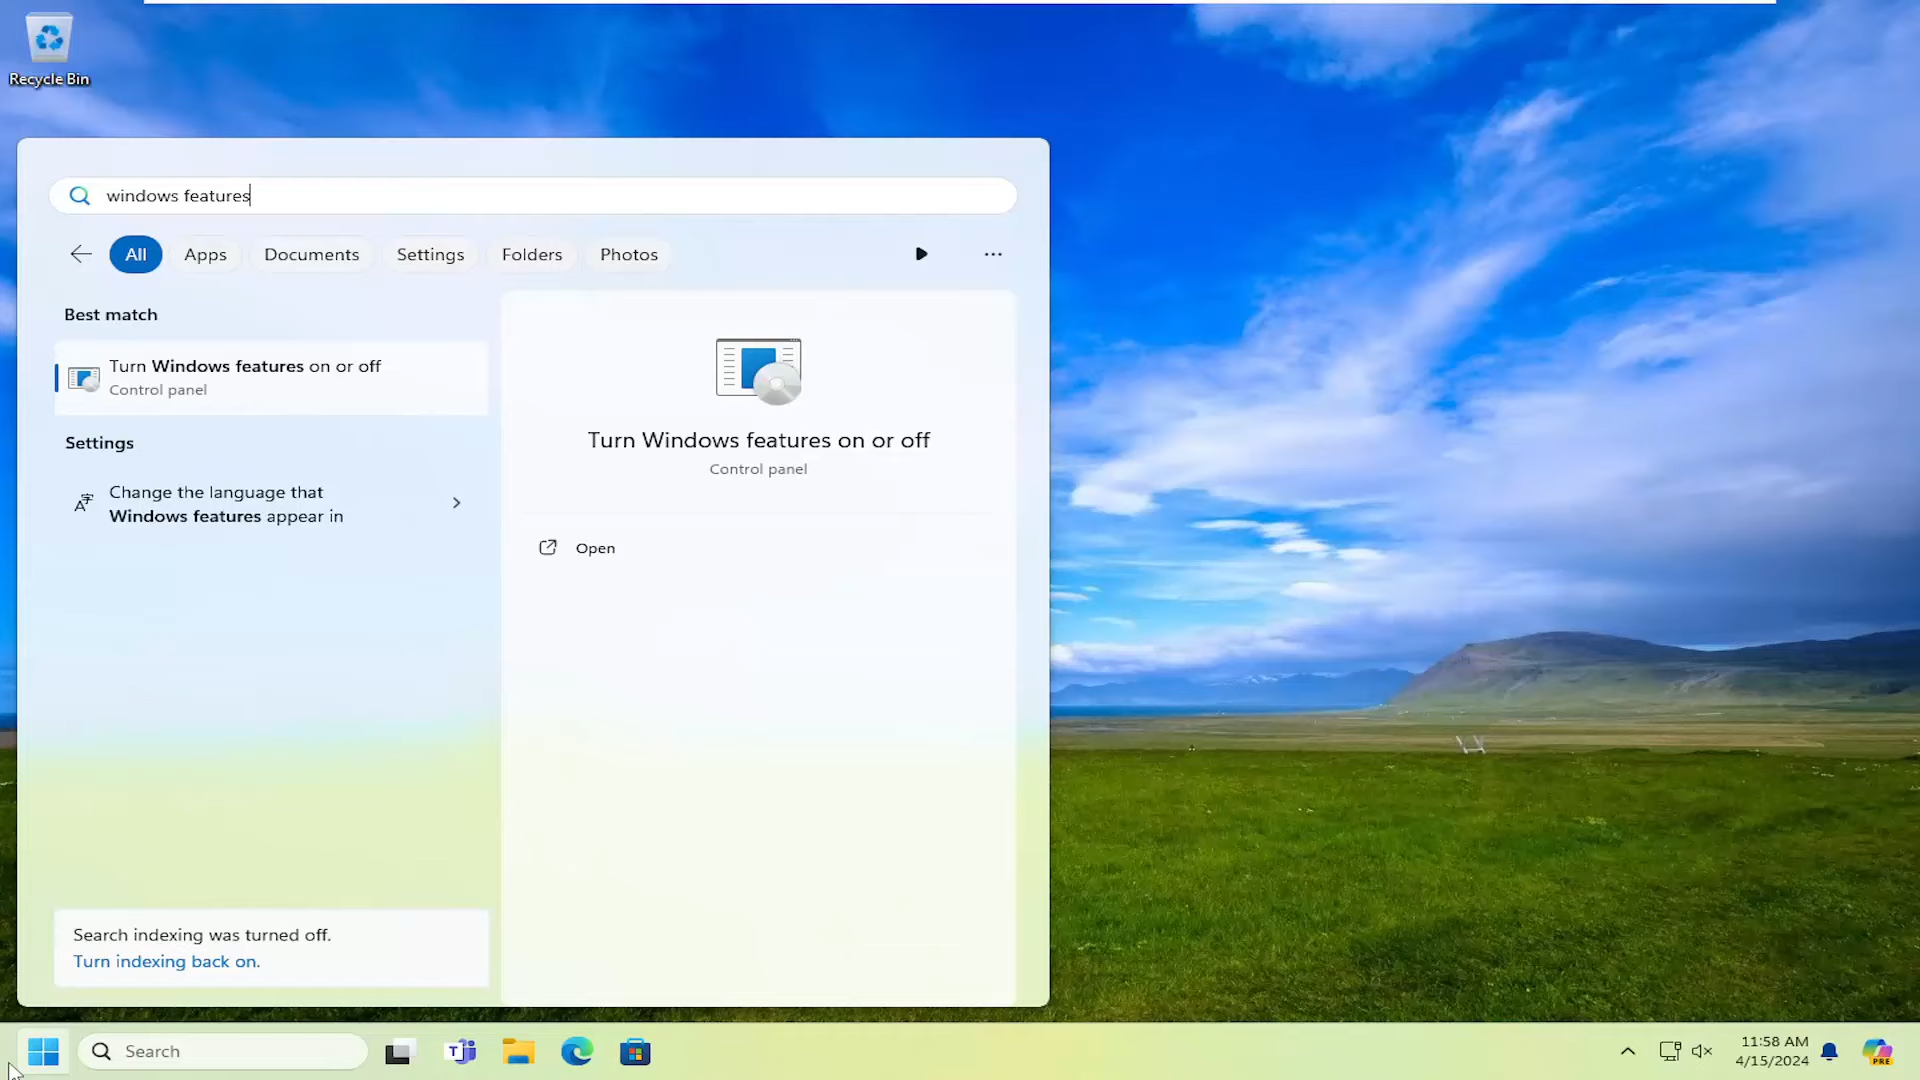 Recycle Bin
windows features
All Apps Documents Settings Folders Photos
Best match
Turn Windows features on or off
Control panel
Settings
Change the language that
Windows features appear in
Turn Windows features on or off
Control panel
Open
Search indexing was turned off.
Turn indexing back on.
Search
11:58 AM
4/15/2024
PRE